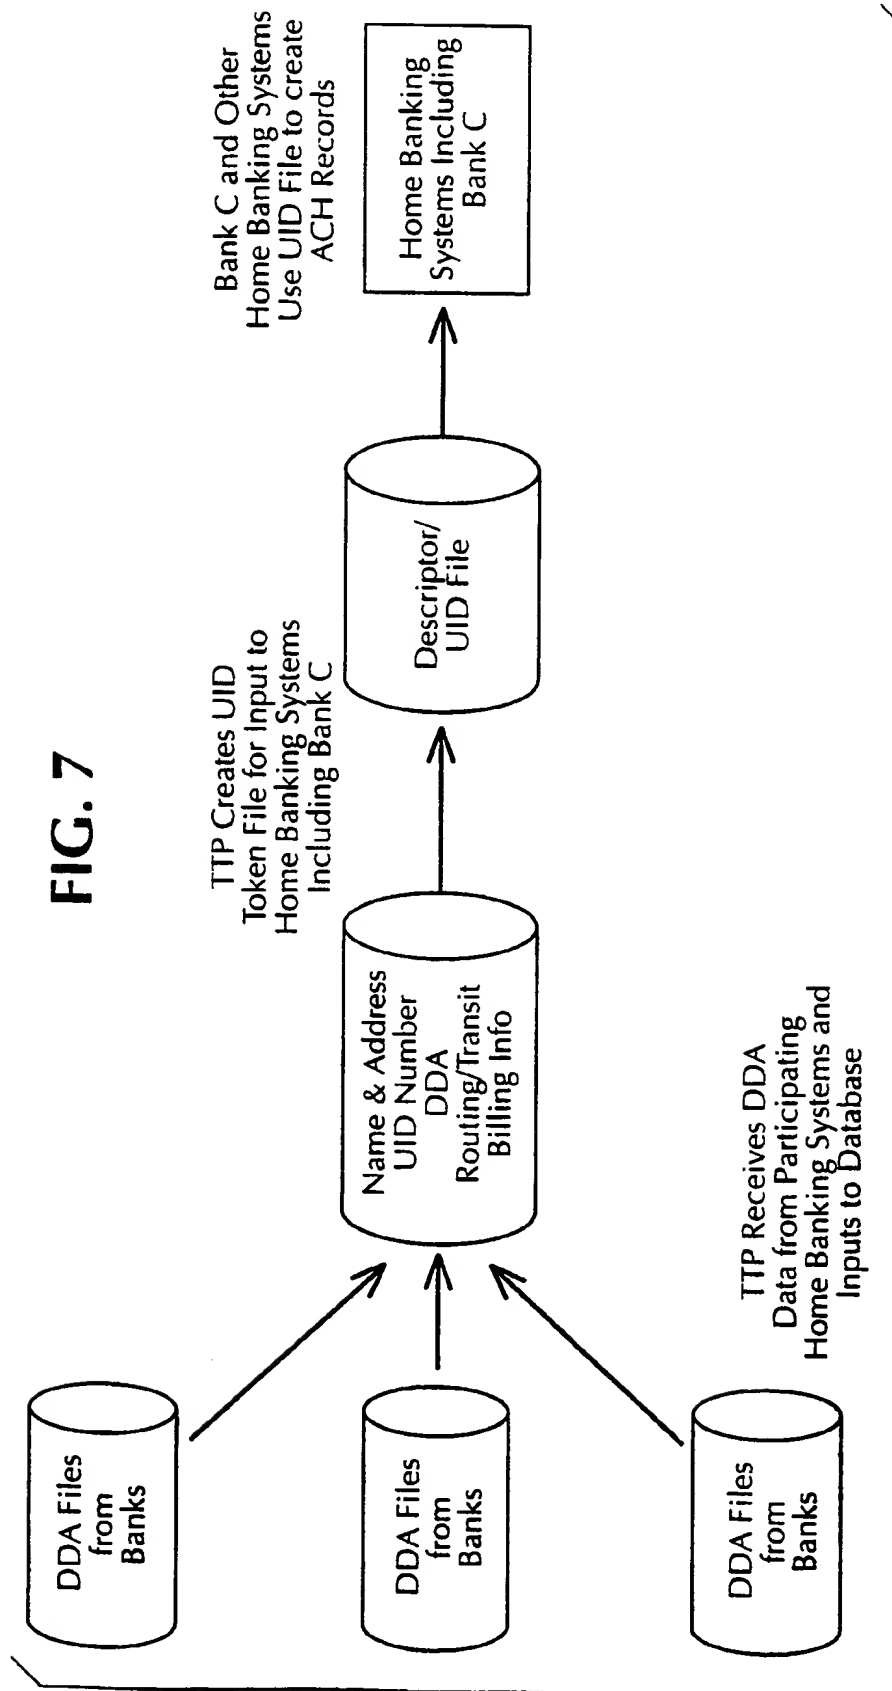 FIG. 7
DDA Files
from
Banks
DDA Files
from
Banks
DDA Files
from
Banks
TTP Receives DDA
Data from Participating
Home Banking Systems and
Inputs to Database
Name & Address
UID Number
DDA
Routing/Transit
Billing Info
TTP Creates UID
Token File for Input to
Home Banking Systems
Including Bank C
Descriptor/
UID File
Bank C and Other
Home Banking Systems
Use UID File to create
ACH Records
Home Banking
Systems Including
Bank C